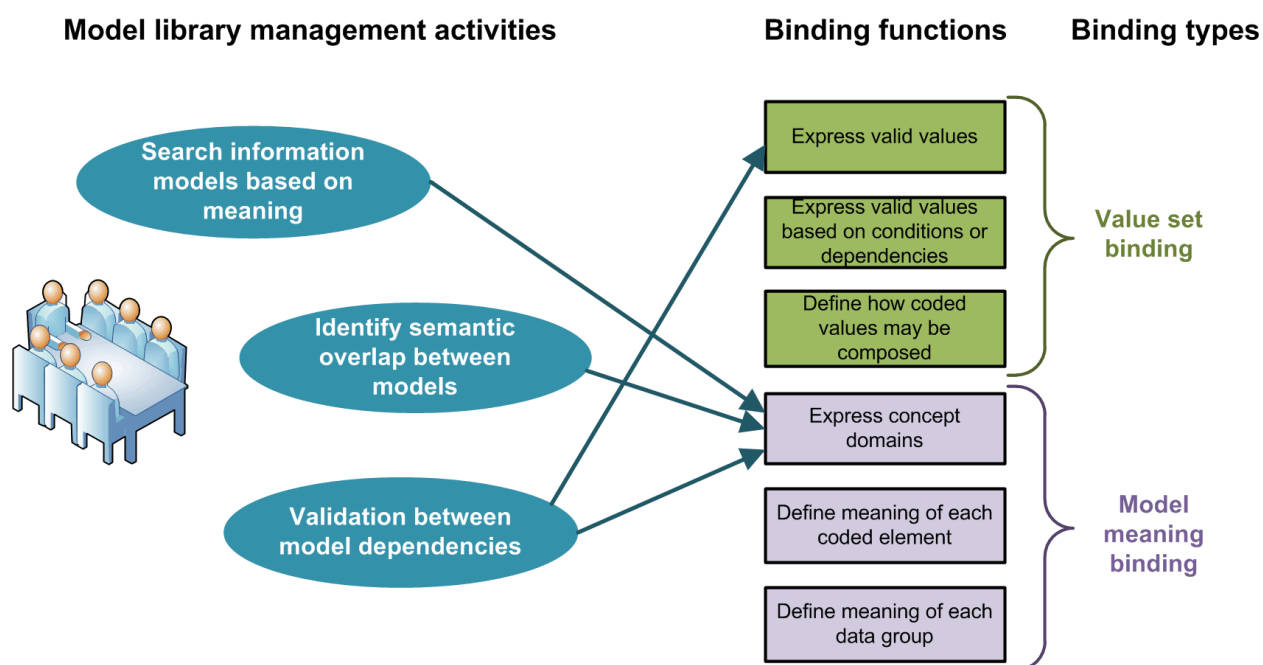 Model library management activities
Binding functions
Binding types
Search information
models based on
meaning
Identify semantic
overlap between
models
Validation between
model dependencies
Express valid values
Express valid values
based on conditions or
dependencies
Define how coded
values may be
composed
Express concept
domains
Define meaning of each
coded element
Define meaning of each
data group
Value set
binding
Model
meaning
binding